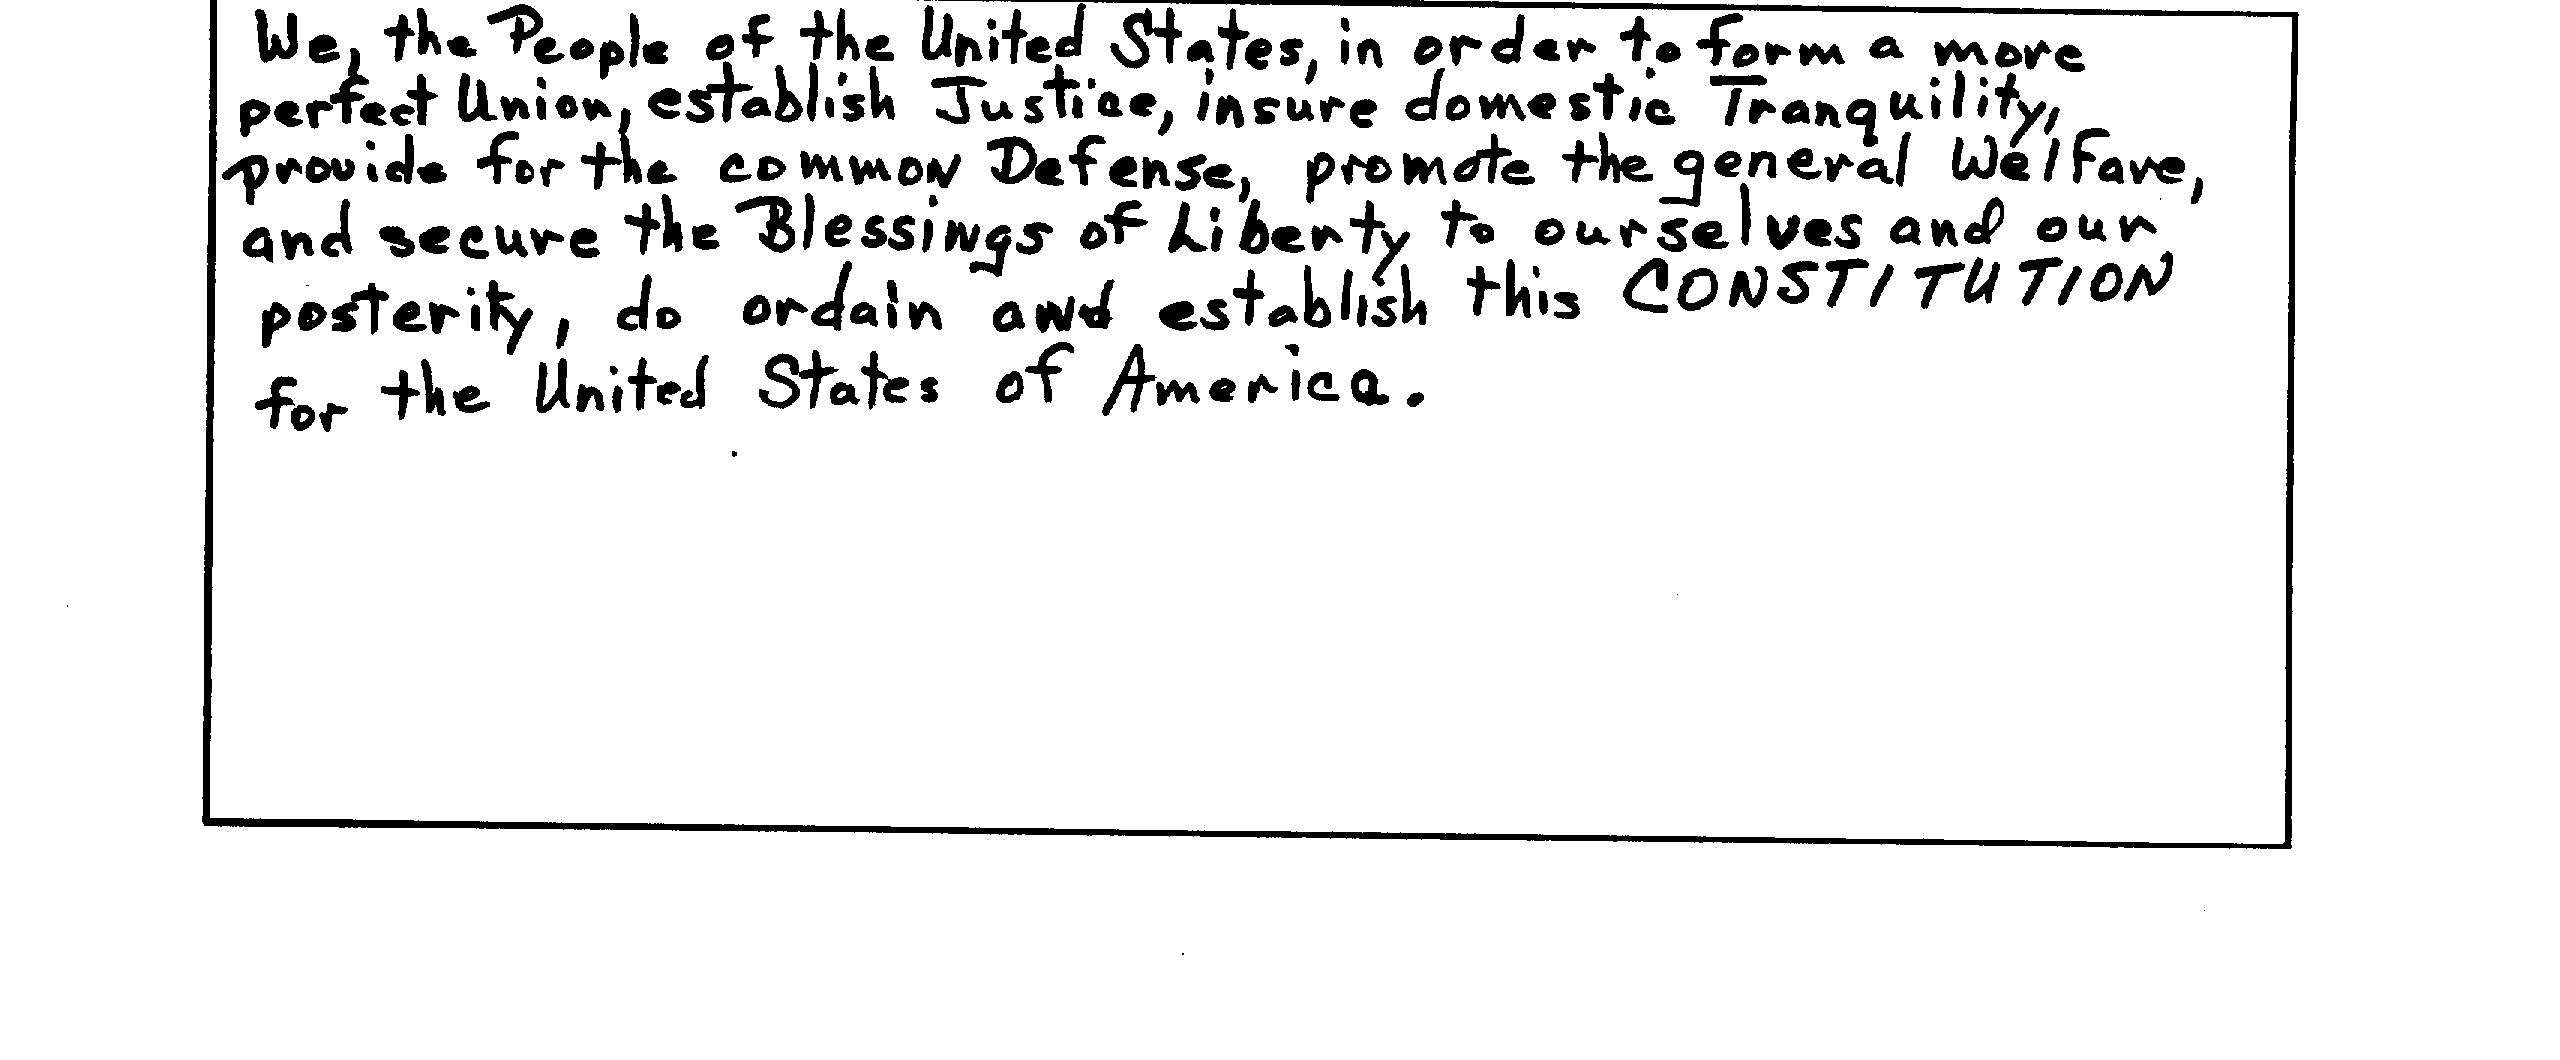 We, the People of the United States, in order to form a more
perfect Union, establish Justice, insure domestic Tranquility,
provide for the common Defense, promote the general Welfare,
and secure the Blessings of Liberty to ourselves and our
posterity, do ordain and establish this CONSTITUTION
for the United States of America.